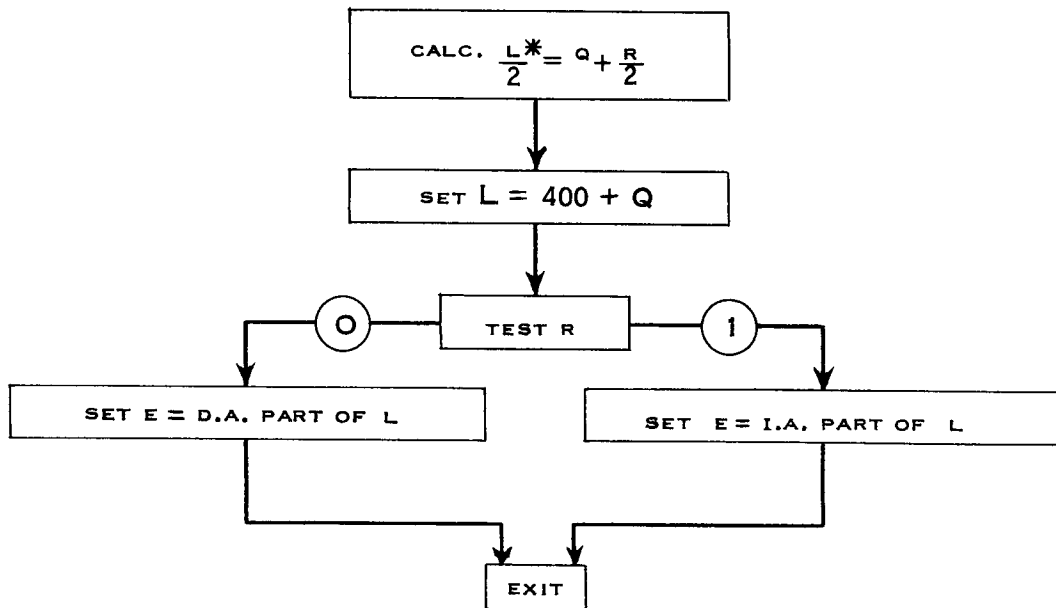 CALC. L*/2 = Q + R/2
SET L = 400 + Q
0
TEST R
1
SET E = D.A. PART OF L
SET E = I.A. PART OF L
EXIT